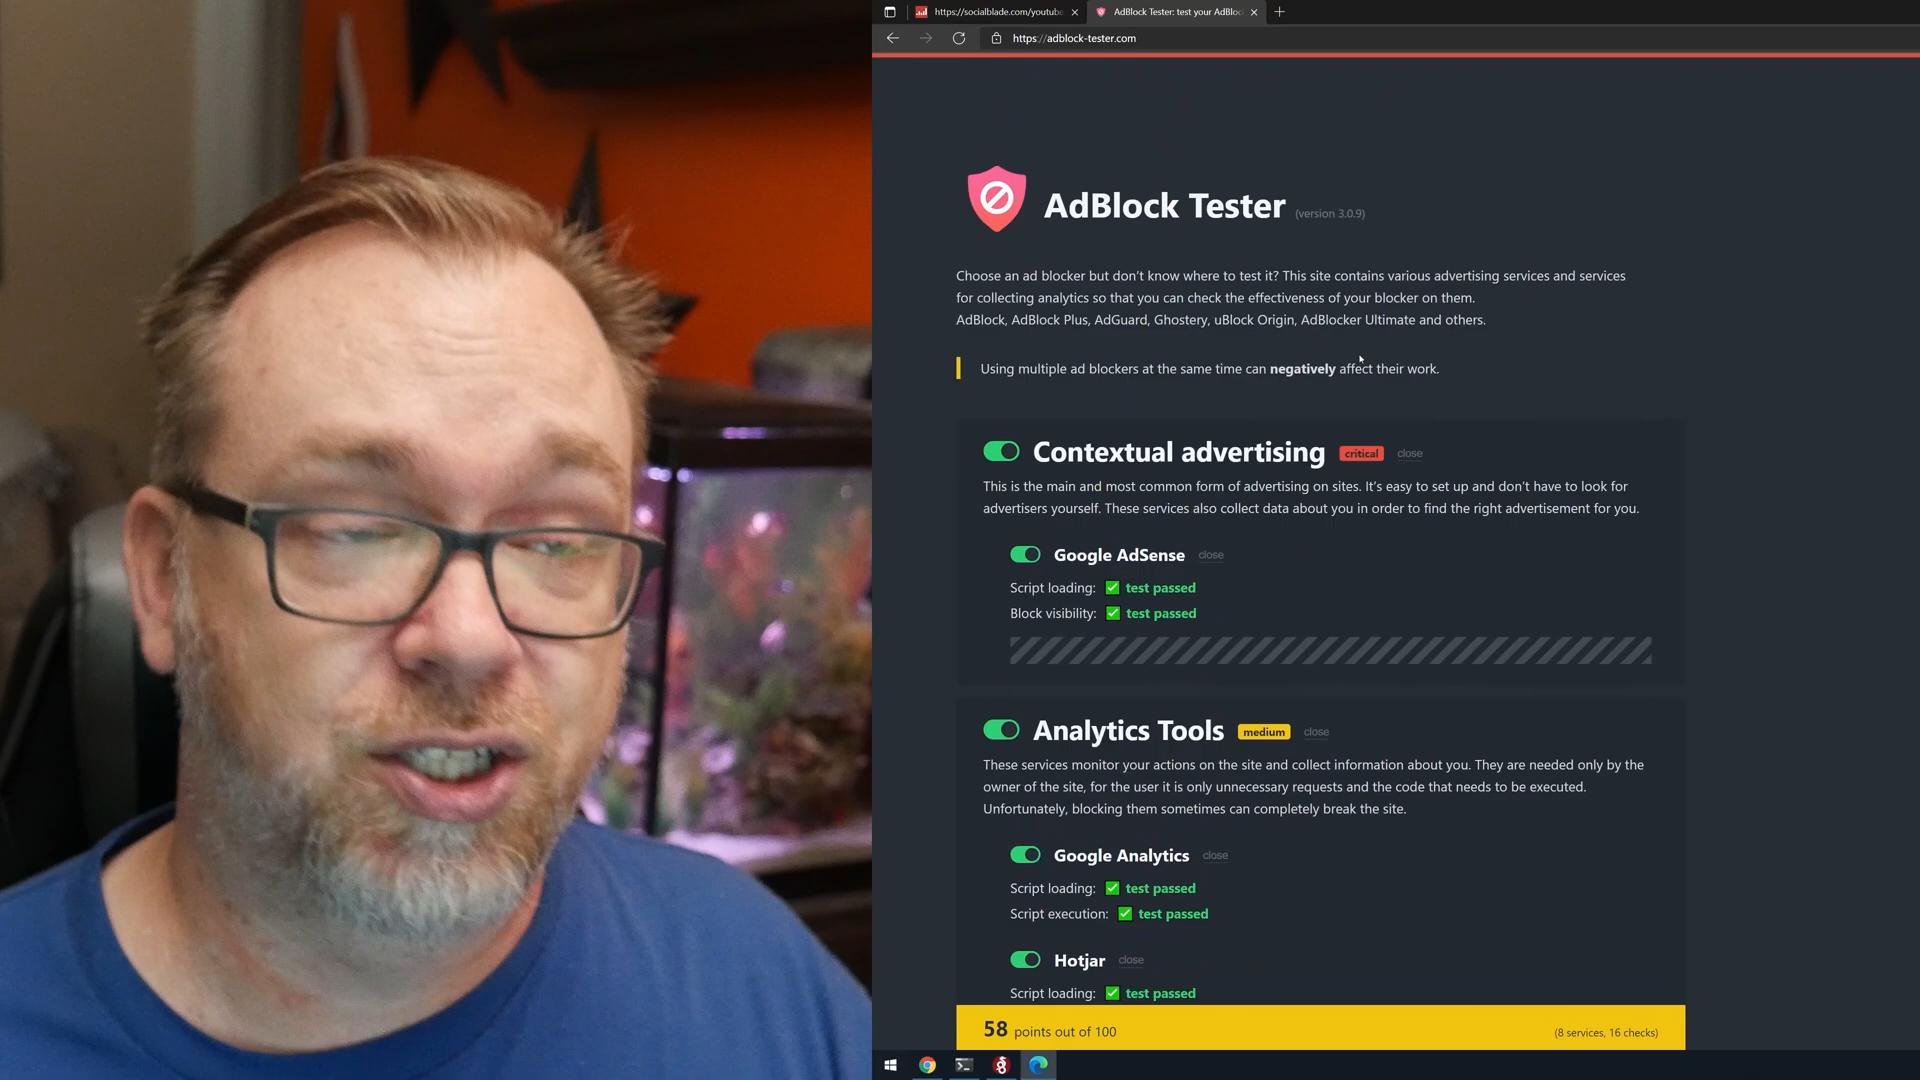 https://socialblade.com/youtube
AdBlock Tester: test your AdBloc
https://adblock-tester.com
AdBlock Tester (version 3.0.9)
Choose an ad blocker but don't know where to test it? This site contains various advertising services and services
for collecting analytics so that you can check the effectiveness of your blocker on them.
AdBlock, AdBlock Plus, AdGuard, Ghostery, uBlock Origin, AdBlocker Ultimate and others.
Using multiple ad blockers at the same time can negatively affect their work.
Contextual advertising critical close
This is the main and most common form of advertising on sites. It's easy to set up and don't have to look for
advertisers yourself. These services also collect data about you in order to find the right advertisement for you.
Google AdSense close
Script loading: test passed
Block visibility: test passed
Analytics Tools medium close
These services monitor your actions on the site and collect information about you. They are needed only by the
owner of the site, for the user it is only unnecessary requests and the code that needs to be executed.
Unfortunately, blocking them sometimes can completely break the site.
Google Analytics close
Script loading: test passed
Script execution: test passed
Hotjar close
Script loading: test passed
58 points out of 100 (8 services, 16 checks)